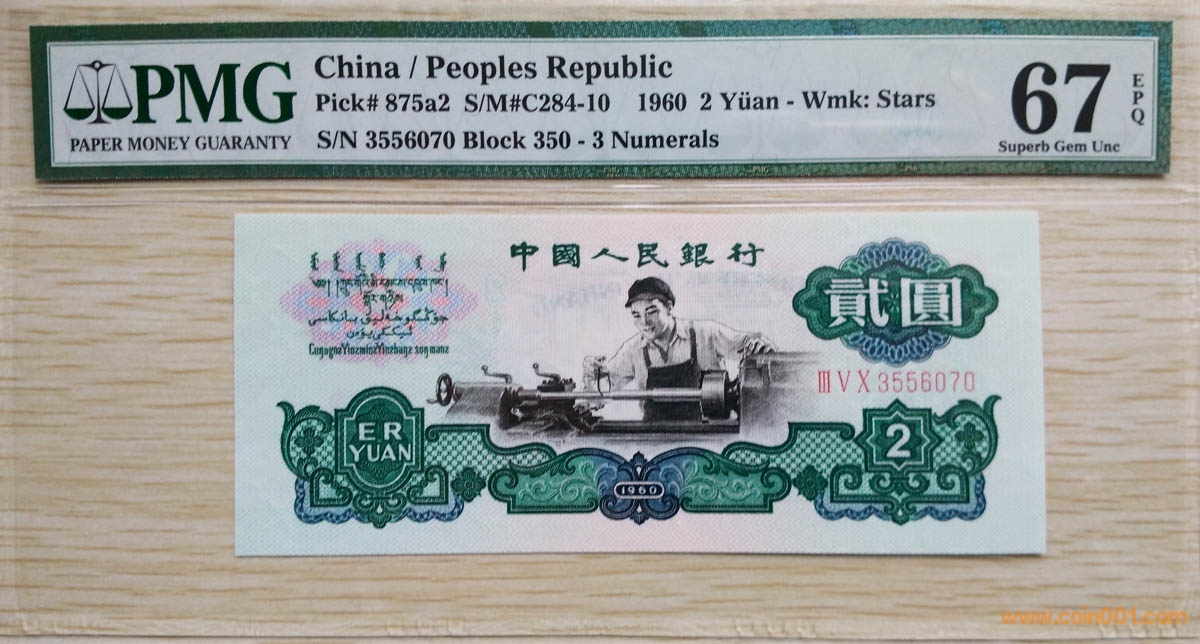 PMG
PAPER MONEY GUARANTY
China / Peoples Republic
Pick# 875a2 S/M#C284-10 1960 2 Yüan - Wmk: Stars
S/N 3556070 Block 350 - 3 Numerals
67
EPQ
Superb Gem Unc
中國人民銀行
貳圓
ⅢⅤⅩ3556070
ER
YUAN
2
1960
www.coin001.com